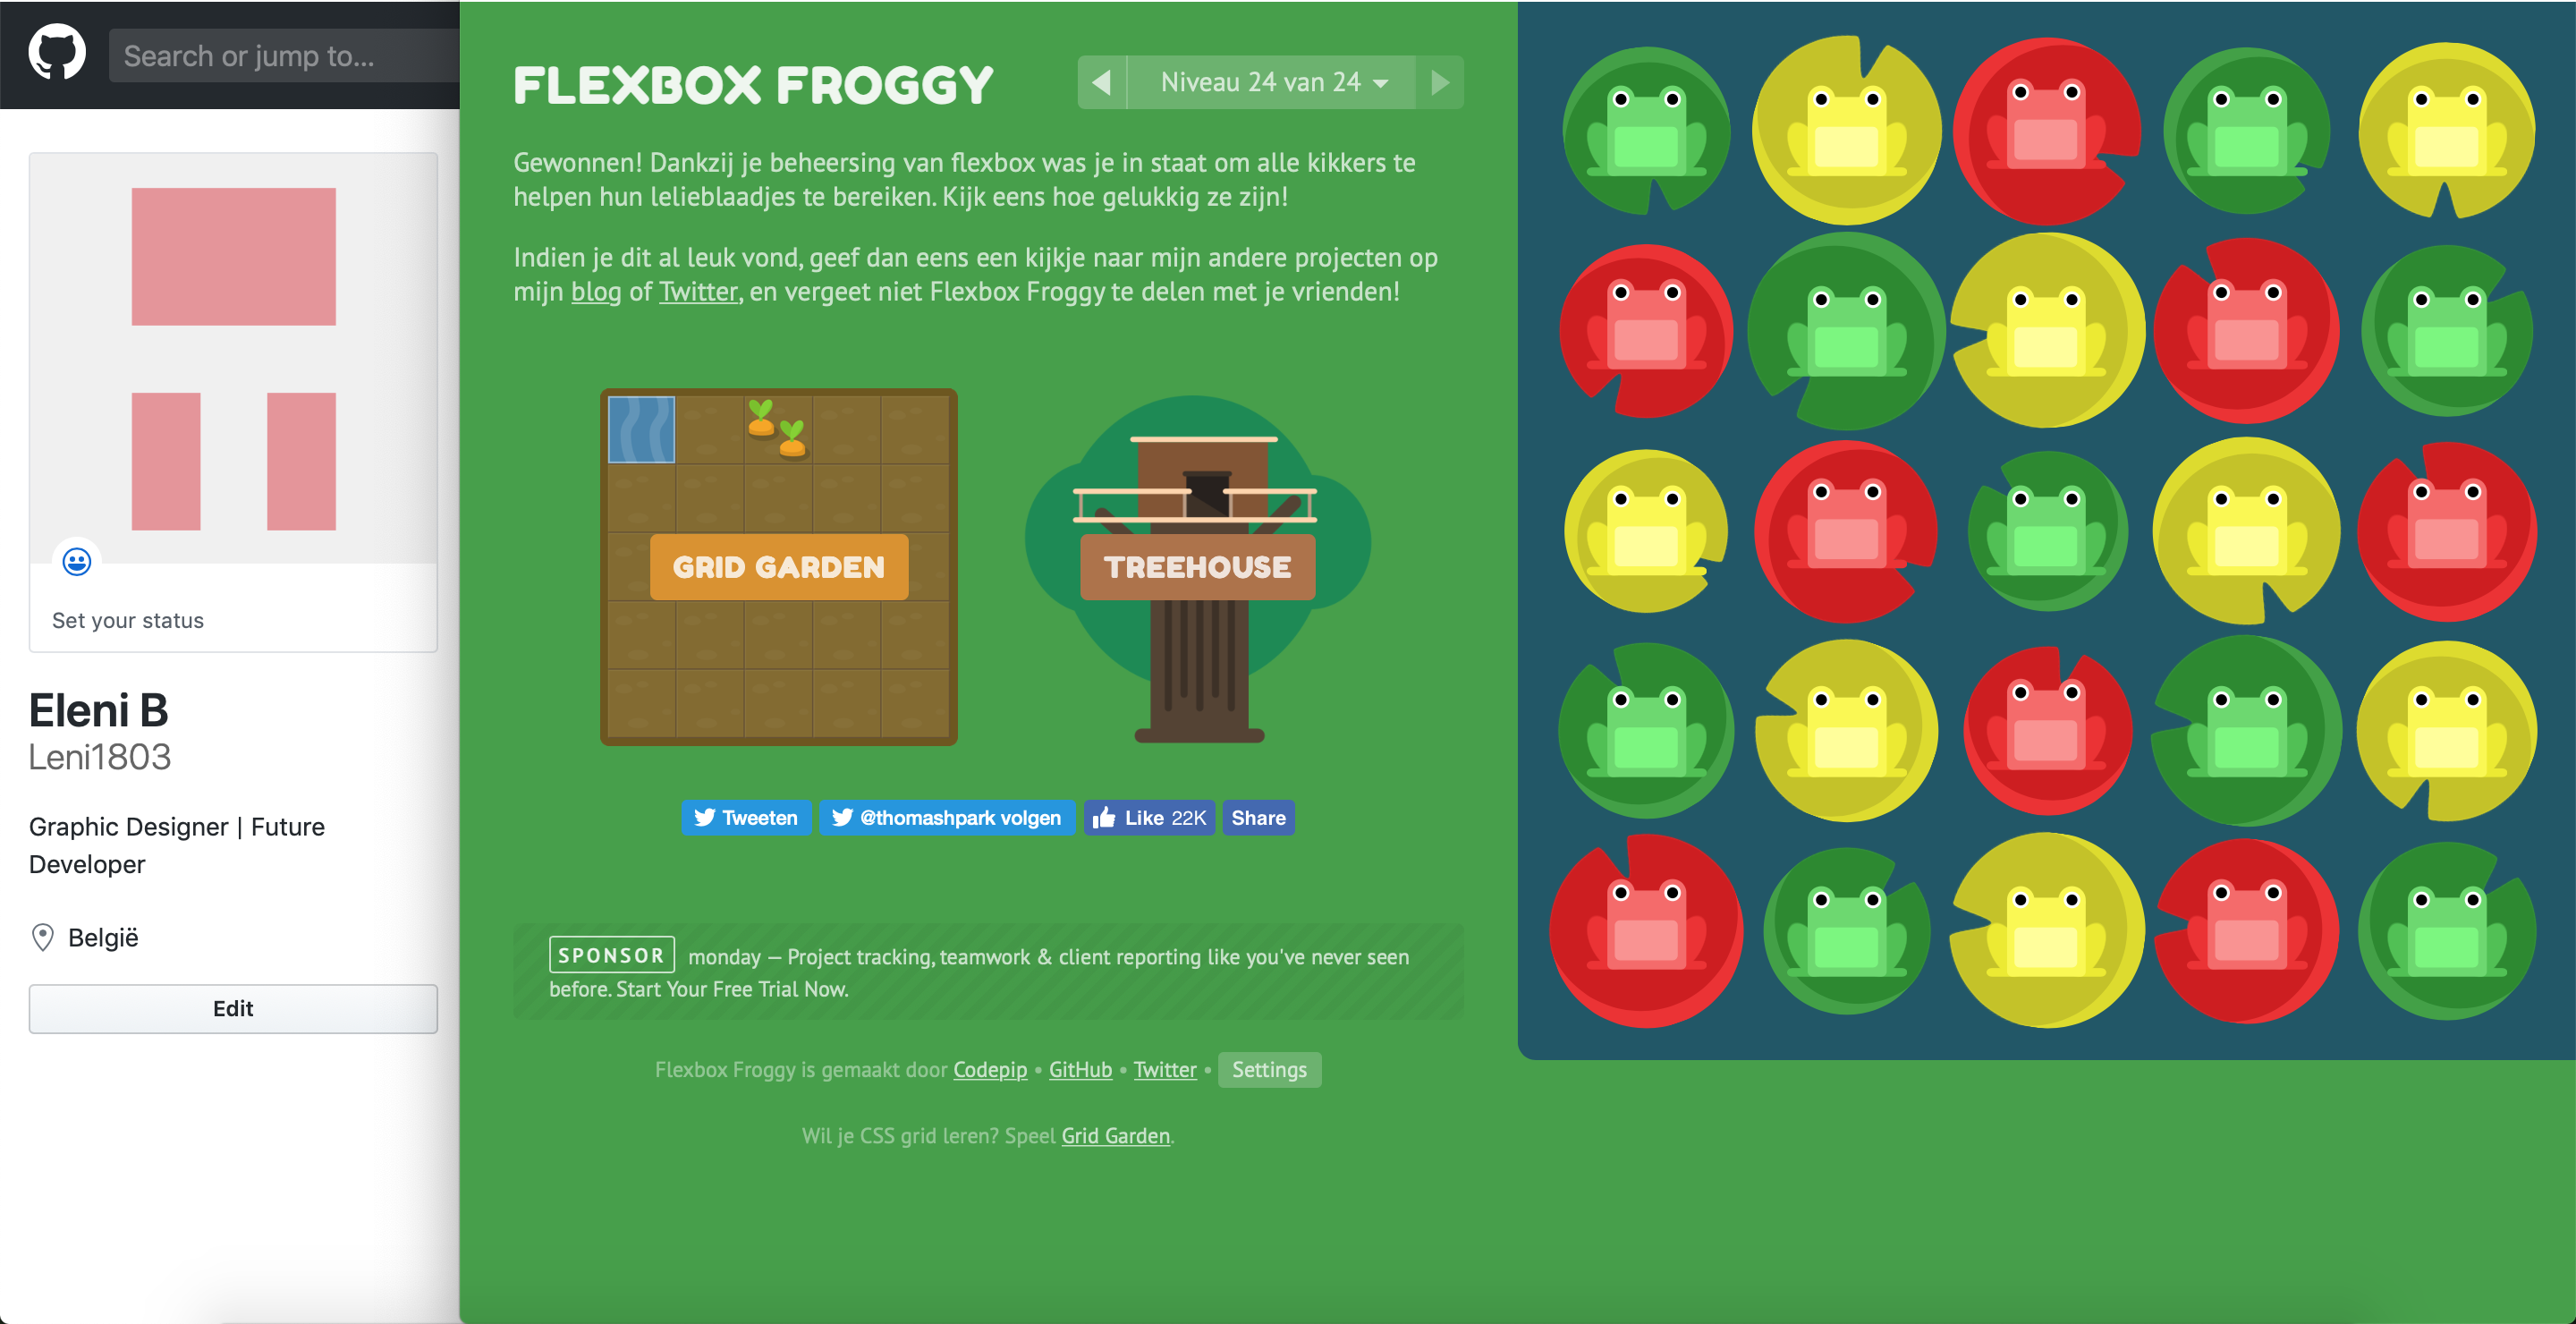 Search or jump to...
Set your status
Eleni B
Leni1803
Graphic Designer | Future
Developer
België
Edit
FLEXBOX FROGGY
Niveau 24 van 24
Gewonnen! Dankzij je beheersing van flexbox was je in staat om alle kikkers te
helpen hun lelieblaadjes te bereiken. Kijk eens hoe gelukkig ze zijn!
Indien je dit al leuk vond, geef dan eens een kijkje naar mijn andere projecten op
mijn blog of Twitter, en vergeet niet Flexbox Froggy te delen met je vrienden!
GRID GARDEN
TREEHOUSE
Tweeten
@thomashpark volgen
Like 22K
Share
SPONSOR monday — Project tracking, teamwork & client reporting like you've never seen
before. Start Your Free Trial Now.
Flexbox Froggy is gemaakt door Codepip • GitHub • Twitter • Settings
Wil je CSS grid leren? Speel Grid Garden.